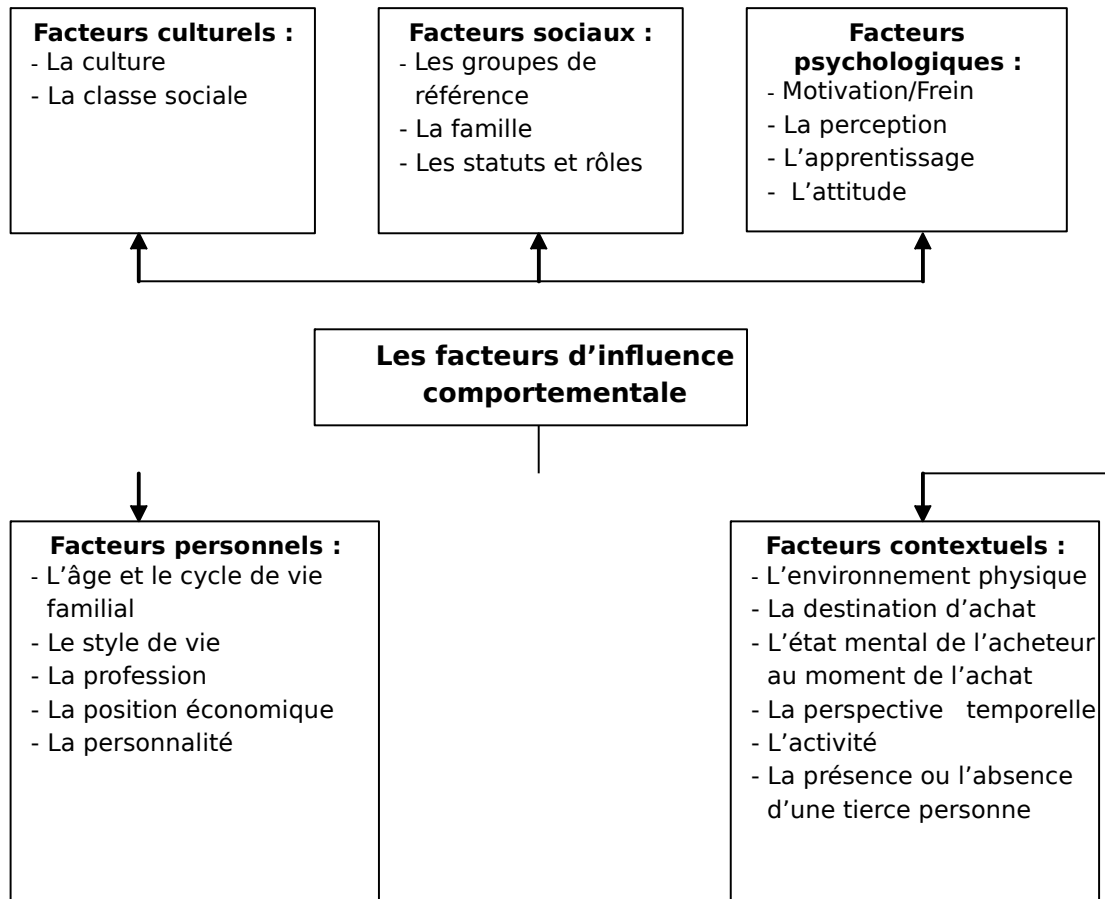 Facteurs culturels :
- La culture
- La classe sociale
Facteurs sociaux :
- Les groupes de
référence
- La famille
- Les statuts et rôles
Facteurs
psychologiques :
- Motivation/Frein
- La perception
- L’apprentissage
- L’attitude
Les facteurs d’influence
comportementale
Facteurs personnels :
- L’âge et le cycle de vie
familial
- Le style de vie
- La profession
- La position économique
- La personnalité
Facteurs contextuels :
- L’environnement physique
- La destination d’achat
- L’état mental de l’acheteur
au moment de l’achat
- La perspective temporelle
- L’activité
- La présence ou l’absence
d’une tierce personne